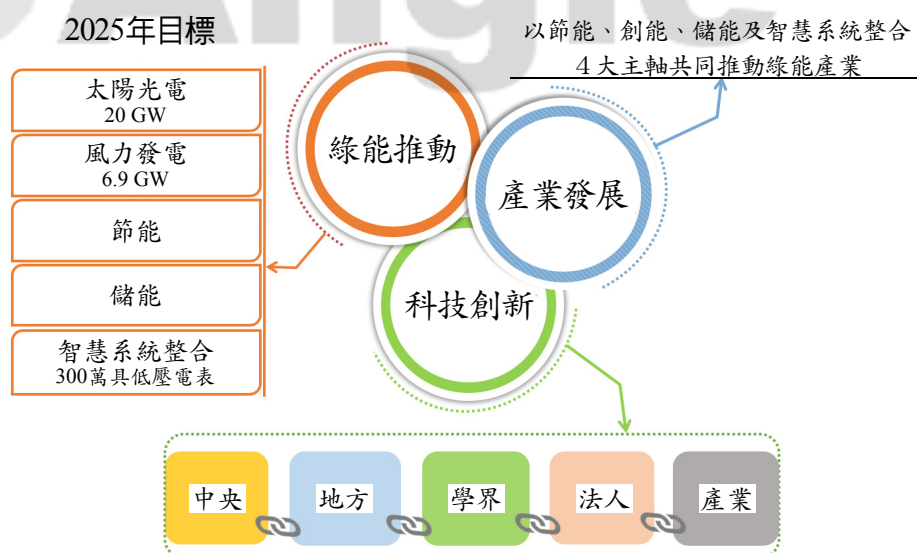 2025年目標
以節能、創能、儲能及智慧系統整合
4大主軸共同推動綠能產業
太陽光電
20 GW
風力發電
6.9 GW
節能
儲能
智慧系統整合
300萬具低壓電表
綠能推動
產業發展
科技創新
中央
地方
學界
法人
產業